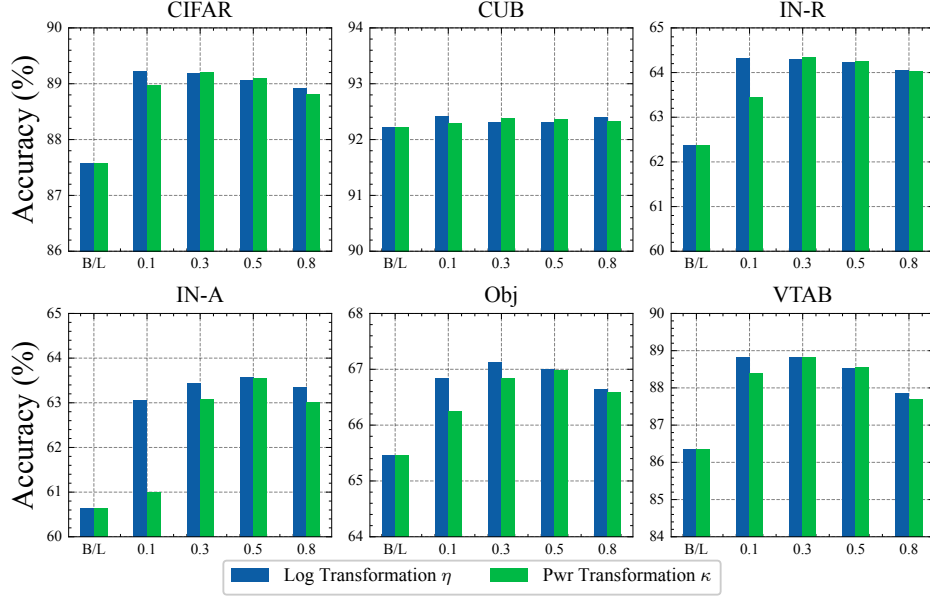 CIFAR
CUB
IN-R
Accuracy (%)
90
89
88
87
86
B/L 0.1 0.3 0.5 0.8
94
93
92
91
90
B/L 0.1 0.3 0.5 0.8
65
64
63
62
61
60
B/L 0.1 0.3 0.5 0.8
IN-A
Obj
VTAB
Accuracy (%)
65
64
63
62
61
60
B/L 0.1 0.3 0.5 0.8
68
67
66
65
64
B/L 0.1 0.3 0.5 0.8
90
89
88
87
86
85
84
B/L 0.1 0.3 0.5 0.8
Log Transformation η
Pwr Transformation κ